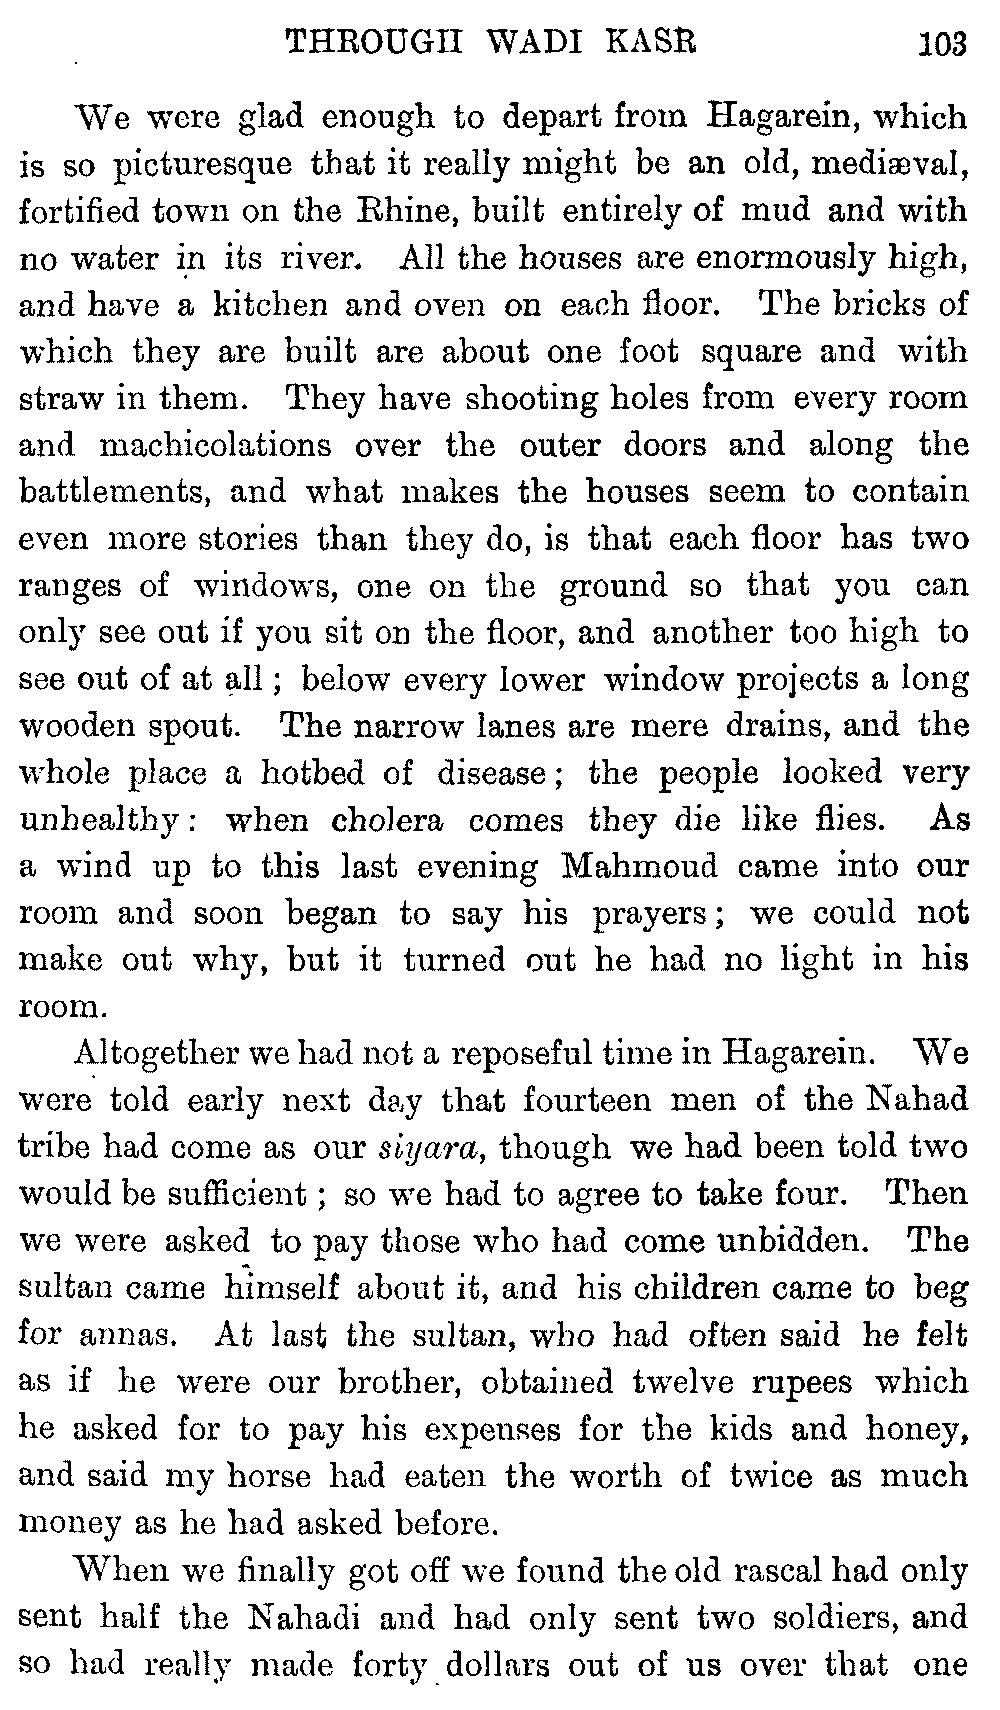 THROUGH WADI KASR 103
We were glad enough to depart from Hagarein, which
is so picturesque that it really might be an old, mediæval,
fortified town on the Rhine, built entirely of mud and with
no water in its river. All the houses are enormously high,
and have a kitchen and oven on each floor. The bricks of
which they are built are about one foot square and with
straw in them. They have shooting holes from every room
and machicolations over the outer doors and along the
battlements, and what makes the houses seem to contain
even more stories than they do, is that each floor has two
ranges of windows, one on the ground so that you can
only see out if you sit on the floor, and another too high to
see out of at all ; below every lower window projects a long
wooden spout. The narrow lanes are mere drains, and the
whole place a hotbed of disease ; the people looked very
unhealthy : when cholera comes they die like flies. As
a wind up to this last evening Mahmoud came into our
room and soon began to say his prayers ; we could not
make out why, but it turned out he had no light in his
room.
Altogether we had not a reposeful time in Hagarein. We
were told early next day that fourteen men of the Nahad
tribe had come as our siyara, though we had been told two
would be sufficient ; so we had to agree to take four. Then
we were asked to pay those who had come unbidden. The
sultan came himself about it, and his children came to beg
for annas. At last the sultan, who had often said he felt
as if he were our brother, obtained twelve rupees which
he asked for to pay his expenses for the kids and honey,
and said my horse had eaten the worth of twice as much
money as he had asked before.
When we finally got off we found the old rascal had only
sent half the Nahadi and had only sent two soldiers, and
so had really made forty dollars out of us over that one